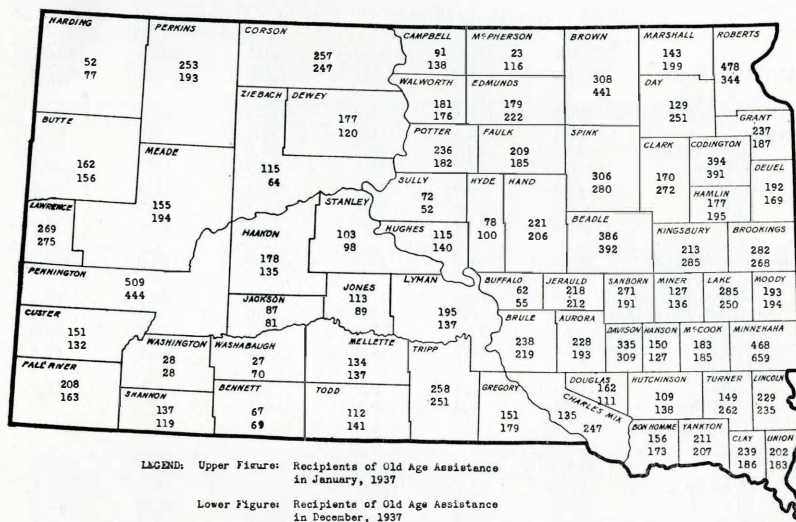 HARDING
52
77
PERKINS
253
193
CORSON
257
247
CAMPBELL
91
138
McPHERSON
23
116
BROWN
308
441
MARSHALL
143
199
ROBERTS
478
344
WALWORTH
181
176
EDMUNDS
179
222
DAY
129
251
ZIEBACH
115
64
DEWEY
177
120
GRANT
237
187
BUTTE
162
156
MEADE
155
194
POTTER
236
182
FAULK
209
185
SPINK
306
280
CLARK
170
272
CODINGTON
394
391
DEUEL
192
169
HAMLIN
177
195
SULLY
72
52
HYDE
78
100
HAND
221
206
LAWRENCE
269
275
STANLEY
103
98
HUGHES
115
140
BEADLE
386
392
KINGSBURY
213
285
BROOKINGS
282
268
HAAKON
178
135
PENNINGTON
509
444
JACKSON
87
81
JONES
113
89
LYMAN
195
137
BUFFALO
62
55
JERAULD
218
212
SANBORN
271
191
MINER
127
136
LAKE
285
250
MOODY
193
194
CUSTER
151
132
WASHINGTON
28
28
WASHABAUGH
27
70
MELLETTE
134
137
TRIPP
258
251
BRULE
238
219
AURORA
228
193
DAVISON
335
309
HANSON
150
127
McCOOK
183
185
MINNEHAHA
468
659
FALL RIVER
208
163
SHANNON
137
119
BENNETT
67
69
TODD
112
141
GREGORY
151
179
DOUGLAS
162
111
CHARLES MIX
135
247
HUTCHINSON
109
138
TURNER
149
262
LINCOLN
229
235
BON HOMME
156
173
YANKTON
211
207
CLAY
239
186
UNION
202
183
LEGEND: Upper Figure: Recipients of Old Age Assistance
in January, 1937
Lower Figure: Recipients of Old Age Assistance
in December, 1937